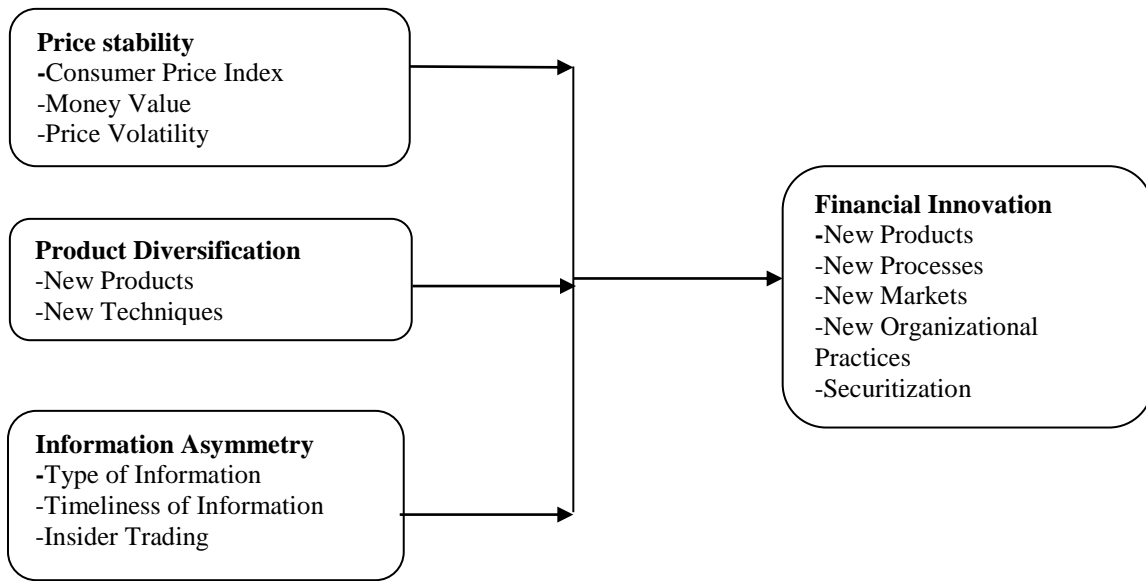 Price stability
-Consumer Price Index
-Money Value
-Price Volatility
Product Diversification
-New Products
-New Techniques
Information Asymmetry
-Type of Information
-Timeliness of Information
-Insider Trading
Financial Innovation
-New Products
-New Processes
-New Markets
-New Organizational
Practices
-Securitization